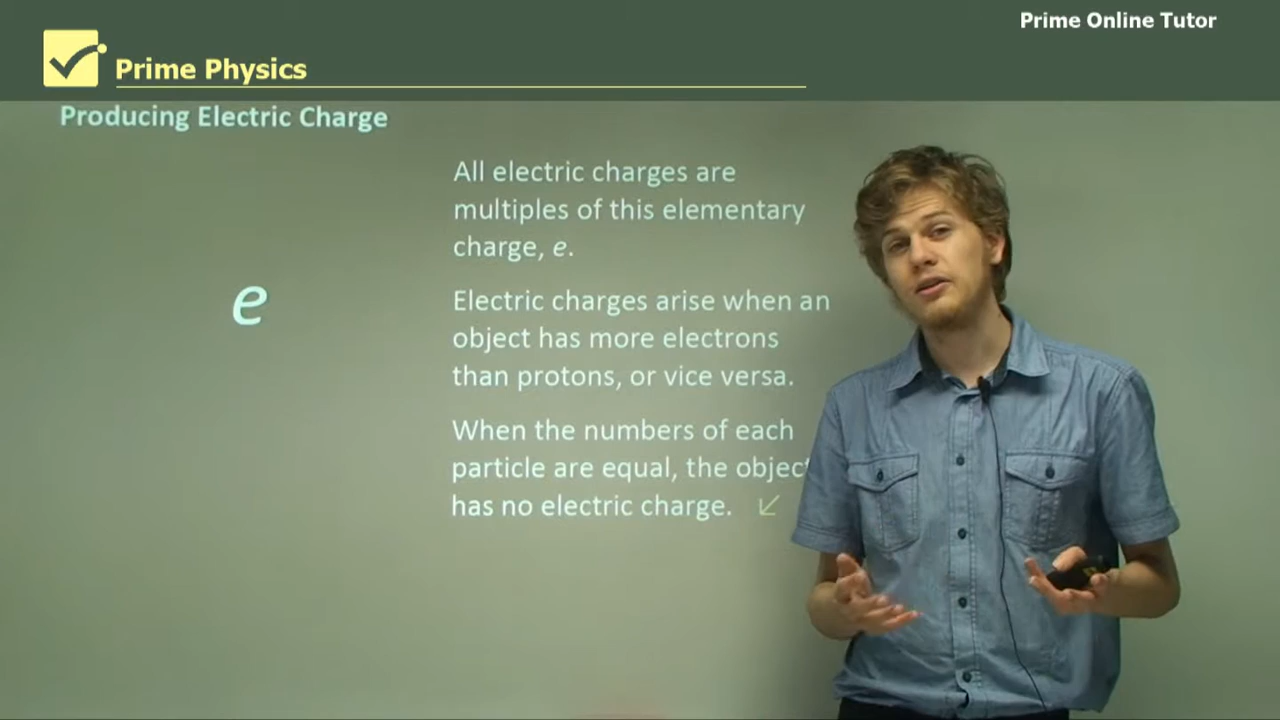 Prime Online Tutor
Prime Physics
Producing Electric Charge
All electric charges are
multiples of this elementary
charge, e.
e
Electric charges arise when an
object has more electrons
than protons, or vice versa.
When the numbers of each
particle are equal, the object
has no electric charge.